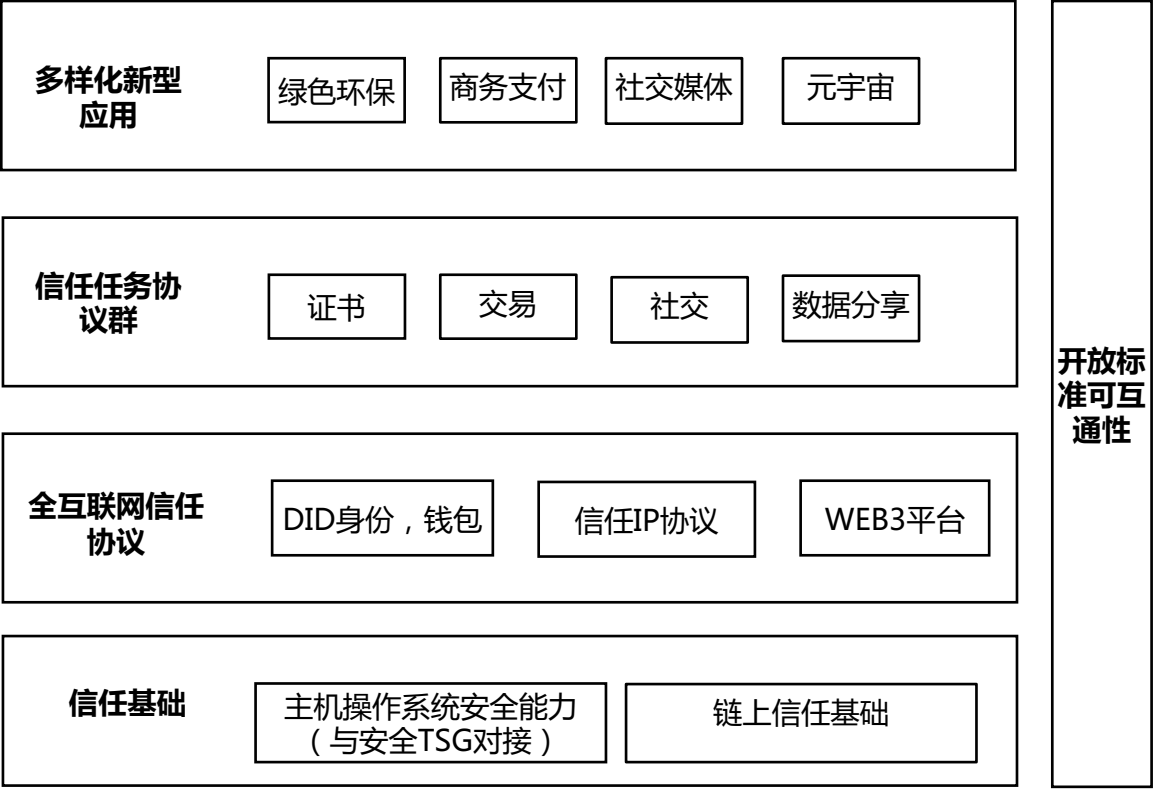 多样化新型
应用
绿色环保
商务支付
社交媒体
元宇宙
信任任务协
议群
证书
交易
社交
数据分享
全互联网信任
协议
DID身份，钱包
信任IP协议
WEB3平台
信任基础
主机操作系统安全能力
（与安全TSG对接）
链上信任基础
开放标
准可互
通性